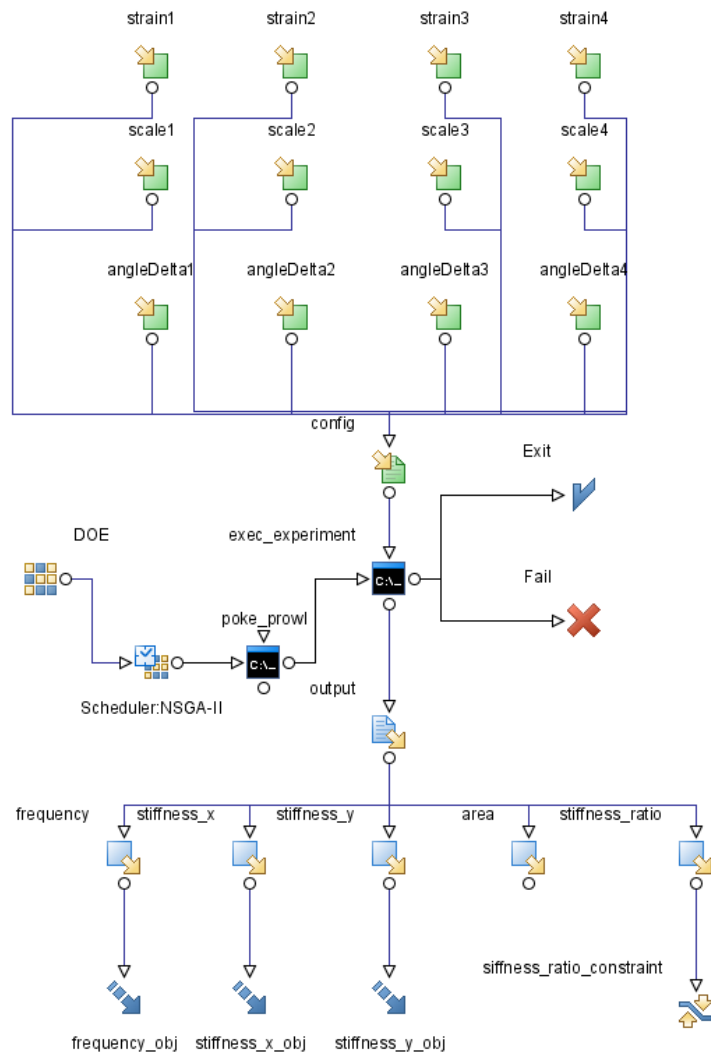 strain1 strain2 strain3 strain4
scale1 scale2 scale3 scale4
angleDelta1 angleDelta2 angleDelta3 angleDelta4
config
Exit
DOE exec_experiment
Fail
C:\_
poke_prowl
C:\_
output
Scheduler:NSGA-II
frequency stiffness_x stiffness_y area stiffness_ratio
siffness_ratio_constraint
frequency_obj stiffness_x_obj stiffness_y_obj